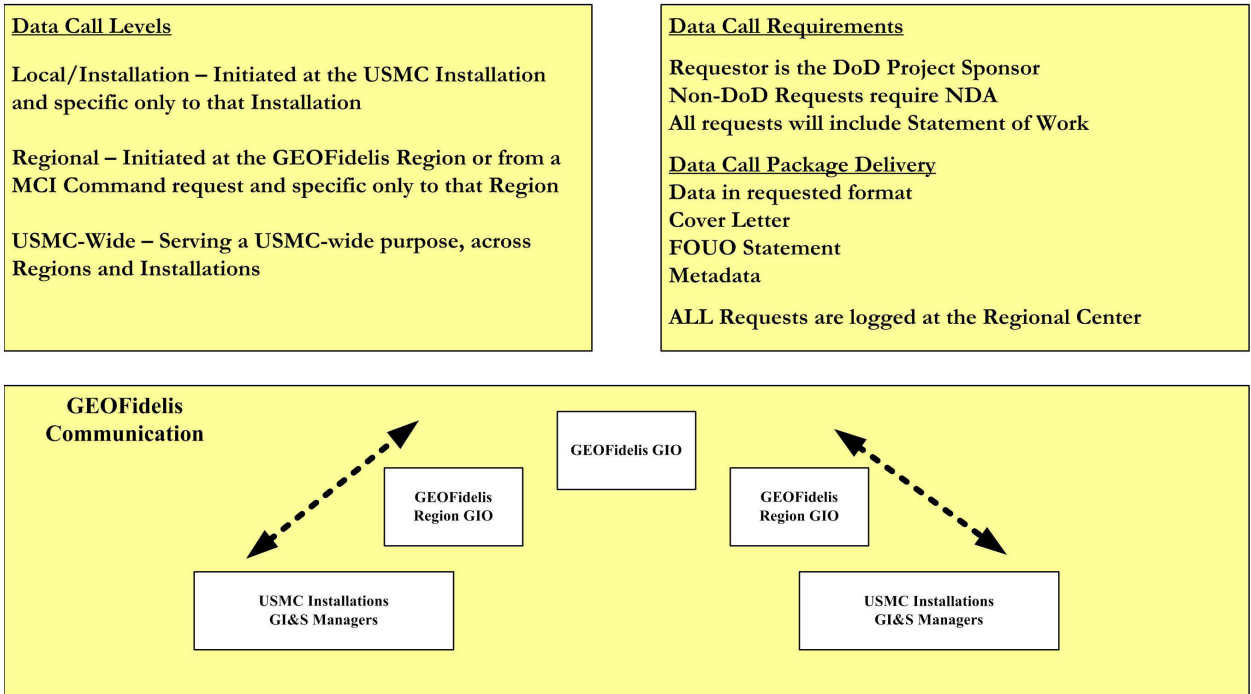 Data Call Levels
Local/Installation – Initiated at the USMC Installation
and specific only to that Installation
Regional – Initiated at the GEOFidelis Region or from a
MCI Command request and specific only to that Region
USMC-Wide – Serving a USMC-wide purpose, across
Regions and Installations
Data Call Requirements
Requestor is the DoD Project Sponsor
Non-DoD Requests require NDA
All requests will include Statement of Work
Data Call Package Delivery
Data in requested format
Cover Letter
FOUO Statement
Metadata
ALL Requests are logged at the Regional Center
GEOFidelis
Communication
GEOFidelis GIO
GEOFidelis
Region GIO
GEOFidelis
Region GIO
USMC Installations
GI&S Managers
USMC Installations
GI&S Managers